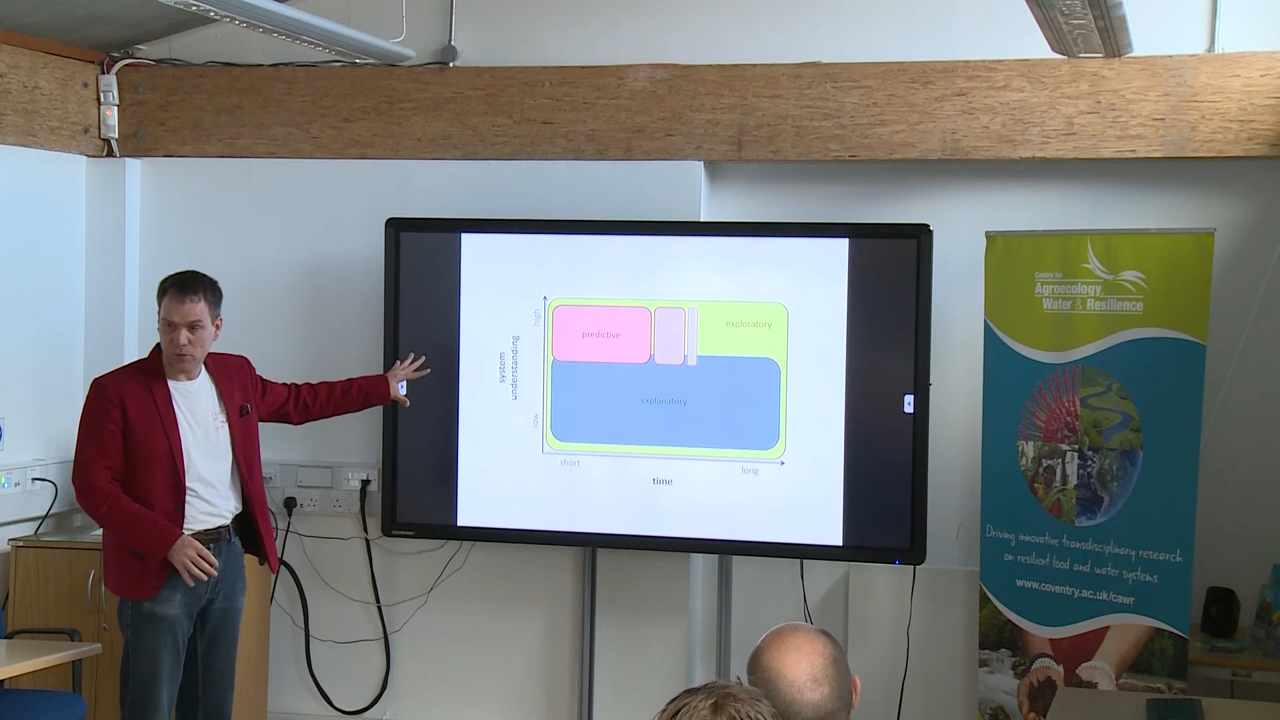 high
predictive
exploratory
system
understanding
explanatory
low
short
long
time
Centre for
Agroecology,
Water & Resilience
Driving innovative transdisciplinary research
on resilient food and water systems
www.coventry.ac.uk/cawr